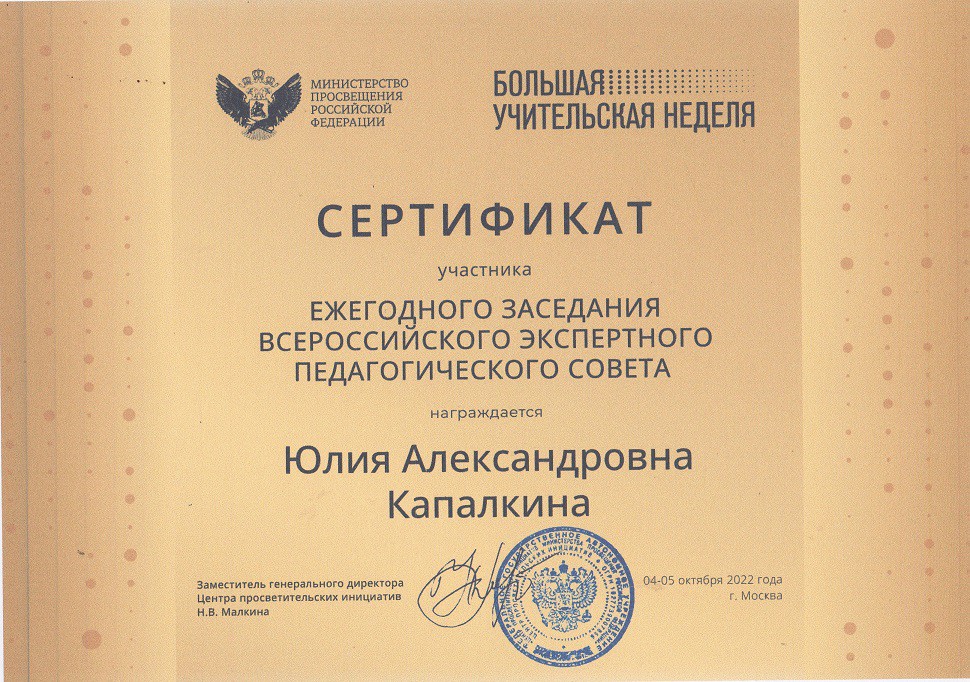 МИНИСТЕРСТВО
ПРОСВЕЩЕНИЯ
РОССИЙСКОЙ
ФЕДЕРАЦИИ
БОЛЬШАЯ
УЧИТЕЛЬСКАЯ НЕДЕЛЯ
СЕРТИФИКАТ
участника
ЕЖЕГОДНОГО ЗАСЕДАНИЯ
ВСЕРОССИЙСКОГО ЭКСПЕРТНОГО
ПЕДАГОГИЧЕСКОГО СОВЕТА
награждается
Юлия Александровна
Капалкина
Заместитель генерального директора
Центра просветительских инициатив
Н.В. Малкина
04-05 октября 2022 года
г. Москва